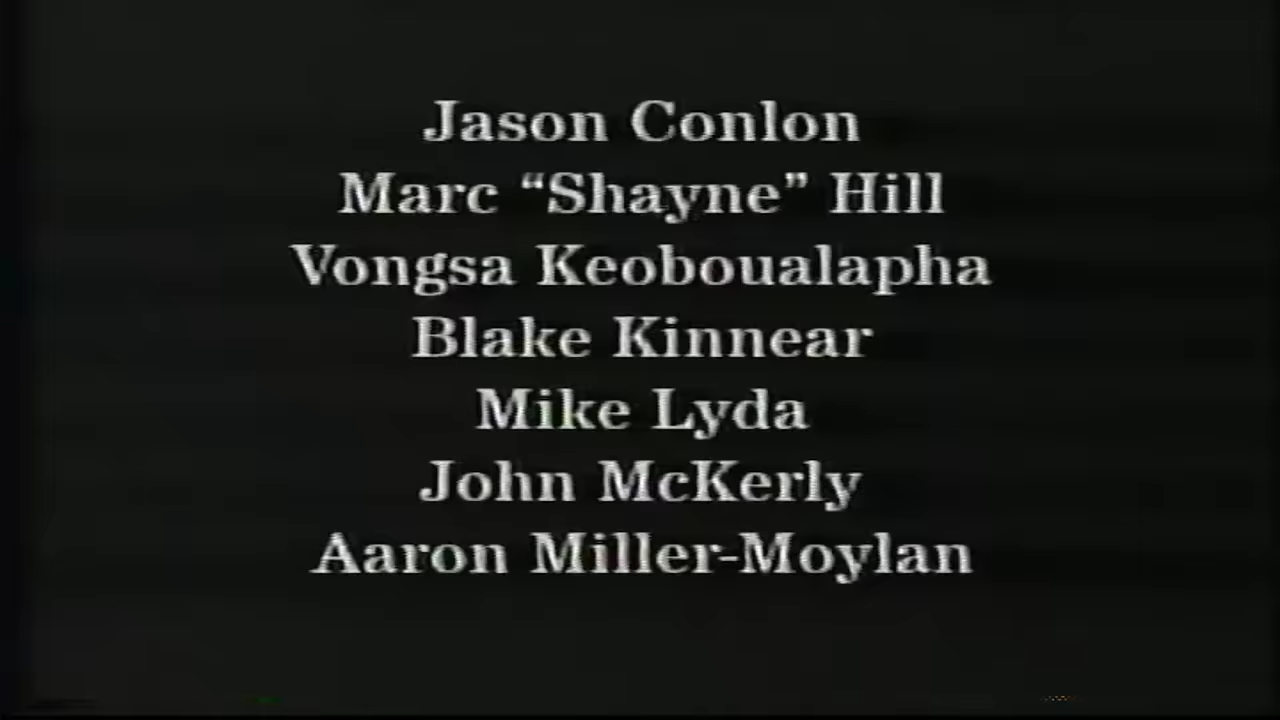 Jason Conlon
Marc “Shayne” Hill
Vongsa Keoboualapha
Blake Kinnear
Mike Lyda
John McKerly
Aaron Miller-Moylan